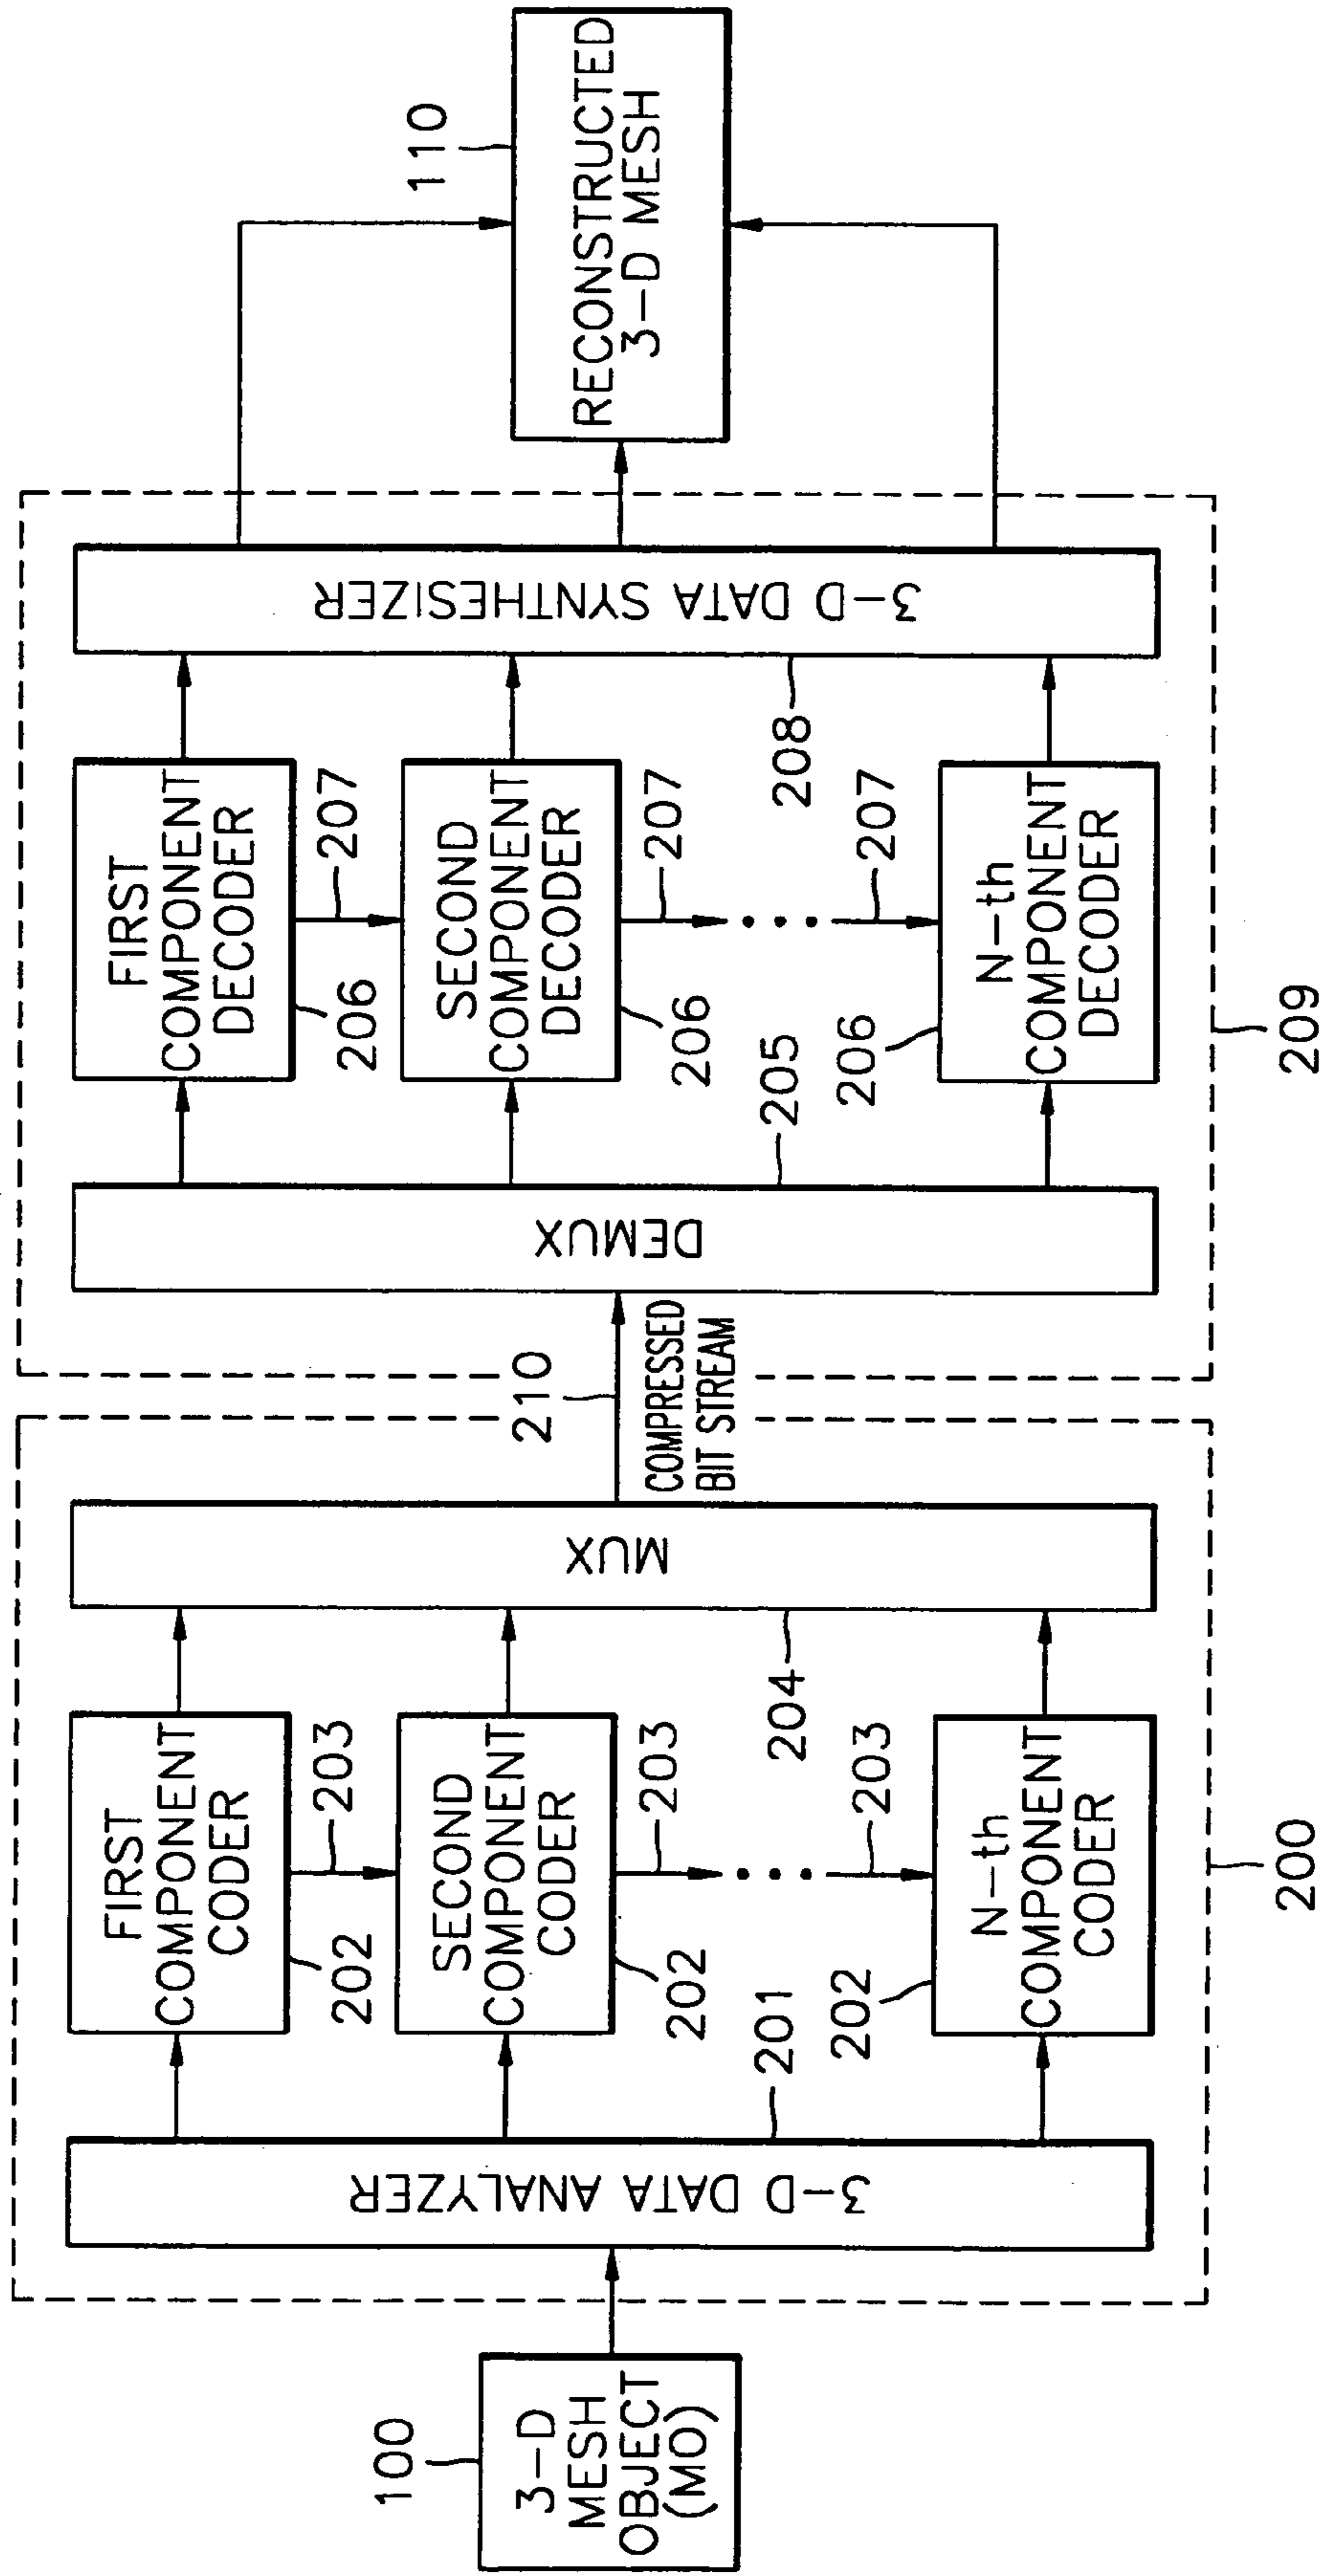 100
3-D
MESH
OBJECT
(MO)
3-D DATA ANALYZER
201
FIRST
COMPONENT
CODER
202
203
SECOND
COMPONENT
CODER
202
203
203
N-th
COMPONENT
CODER
202
MUX
204
200
210
COMPRESSED
BIT STREAM
DEMUX
205
FIRST
COMPONENT
DECODER
206
207
SECOND
COMPONENT
DECODER
206
207
207
N-th
COMPONENT
DECODER
206
3-D DATA SYNTHESIZER
208
209
110
RECONSTRUCTED
3-D MESH